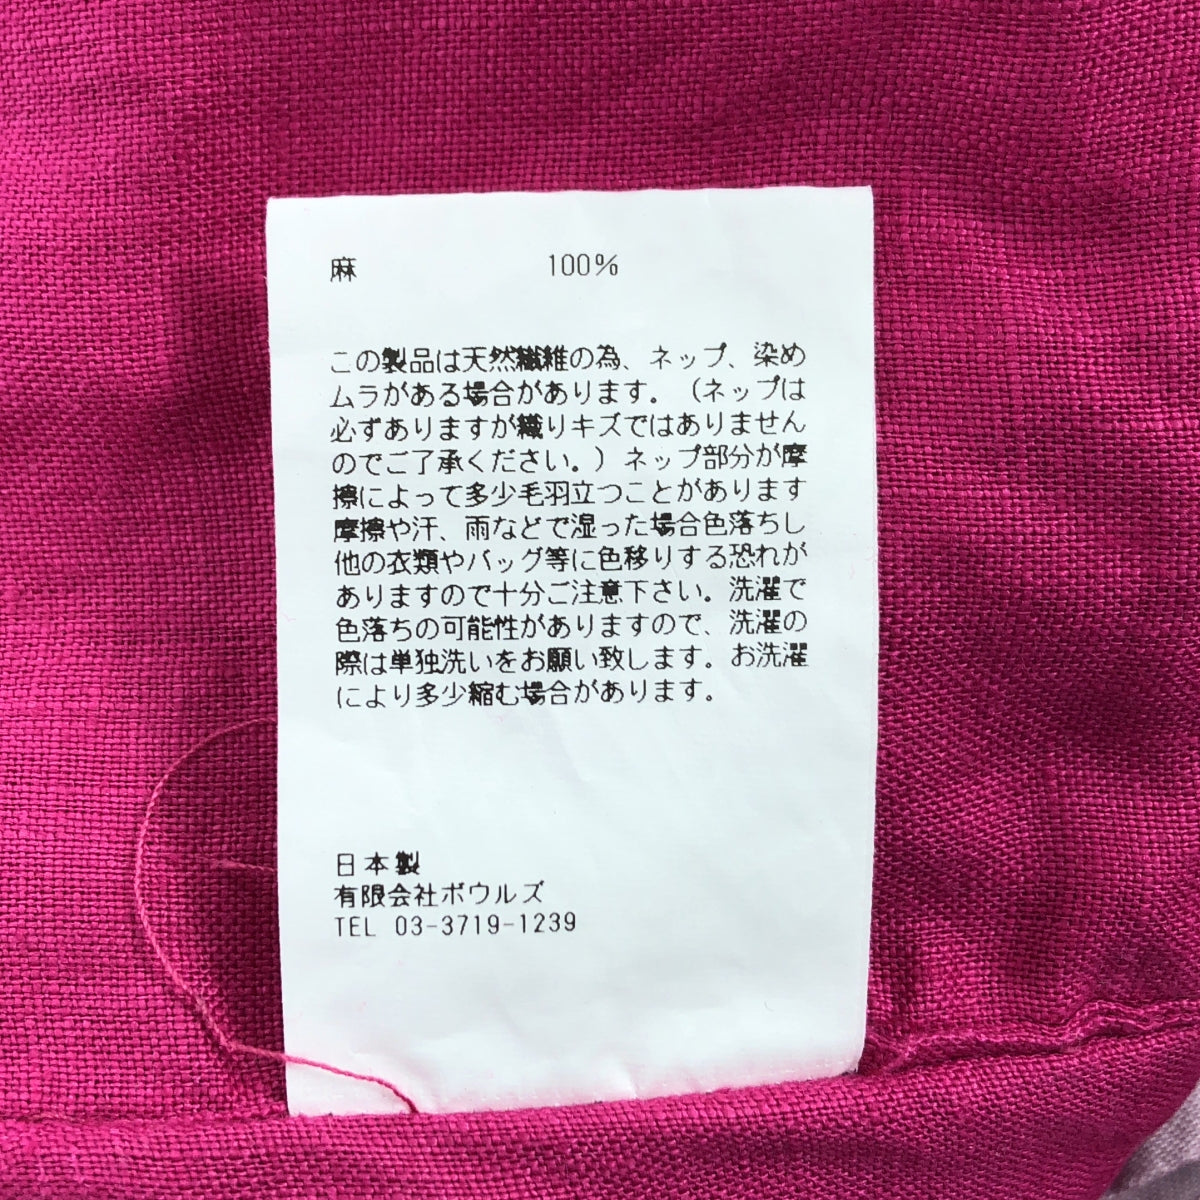 麻 100%
この製品は天然繊維の為、ネップ、染め
ムラがある場合があります。（ネップは
必ずありますが織りキズではありません
のでご了承ください。）ネップ部分が摩
擦によって多少毛羽立つことがあります
摩擦や汗、雨などで湿った場合色落ちし
他の衣類やバッグ等に色移りする恐れが
ありますので十分ご注意下さい。洗濯で
色落ちの可能性がありますので、洗濯の
際は単独洗いをお願い致します。お洗濯
により多少縮む場合があります。
日本製
有限会社ボウルズ
TEL 03-3719-1239